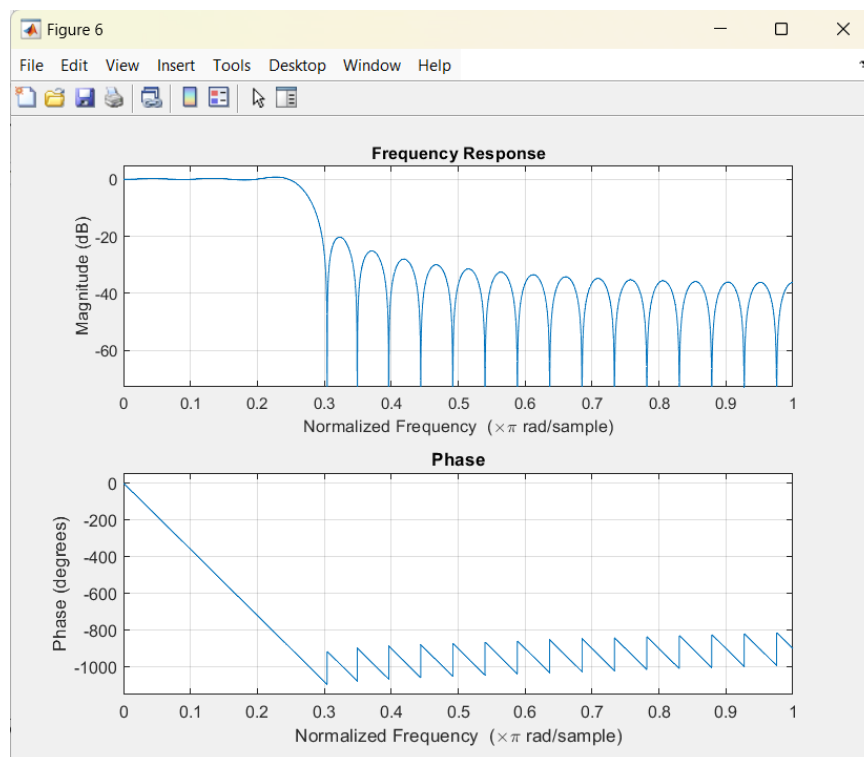 Figure 6
File Edit View Insert Tools Desktop Window Help
Frequency Response
0
-20
-40
-60
Magnitude (dB)
0 0.1 0.2 0.3 0.4 0.5 0.6 0.7 0.8 0.9 1
Normalized Frequency (×π rad/sample)
Phase
0
-200
-400
-600
-800
-1000
Phase (degrees)
0 0.1 0.2 0.3 0.4 0.5 0.6 0.7 0.8 0.9 1
Normalized Frequency (×π rad/sample)